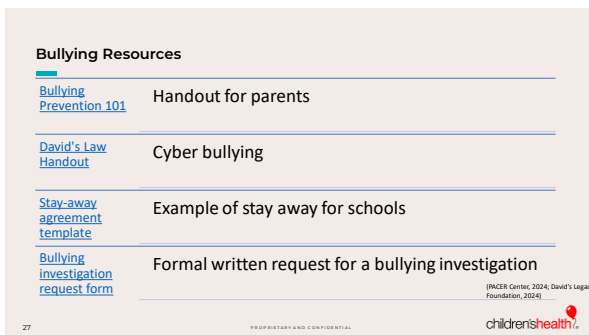 Bullying Resources
Bullying
Prevention 101
Handout for parents
David's Law
Handout
Cyber bullying
Stay-away
agreement
template
Example of stay away for schools
Bullying
investigation
request form
Formal written request for a bullying investigation
(PACER Center, 2024; David's Legac
Foundation, 2024)
27
PROPRIETARY AND CONFIDENTIAL
children'shealth